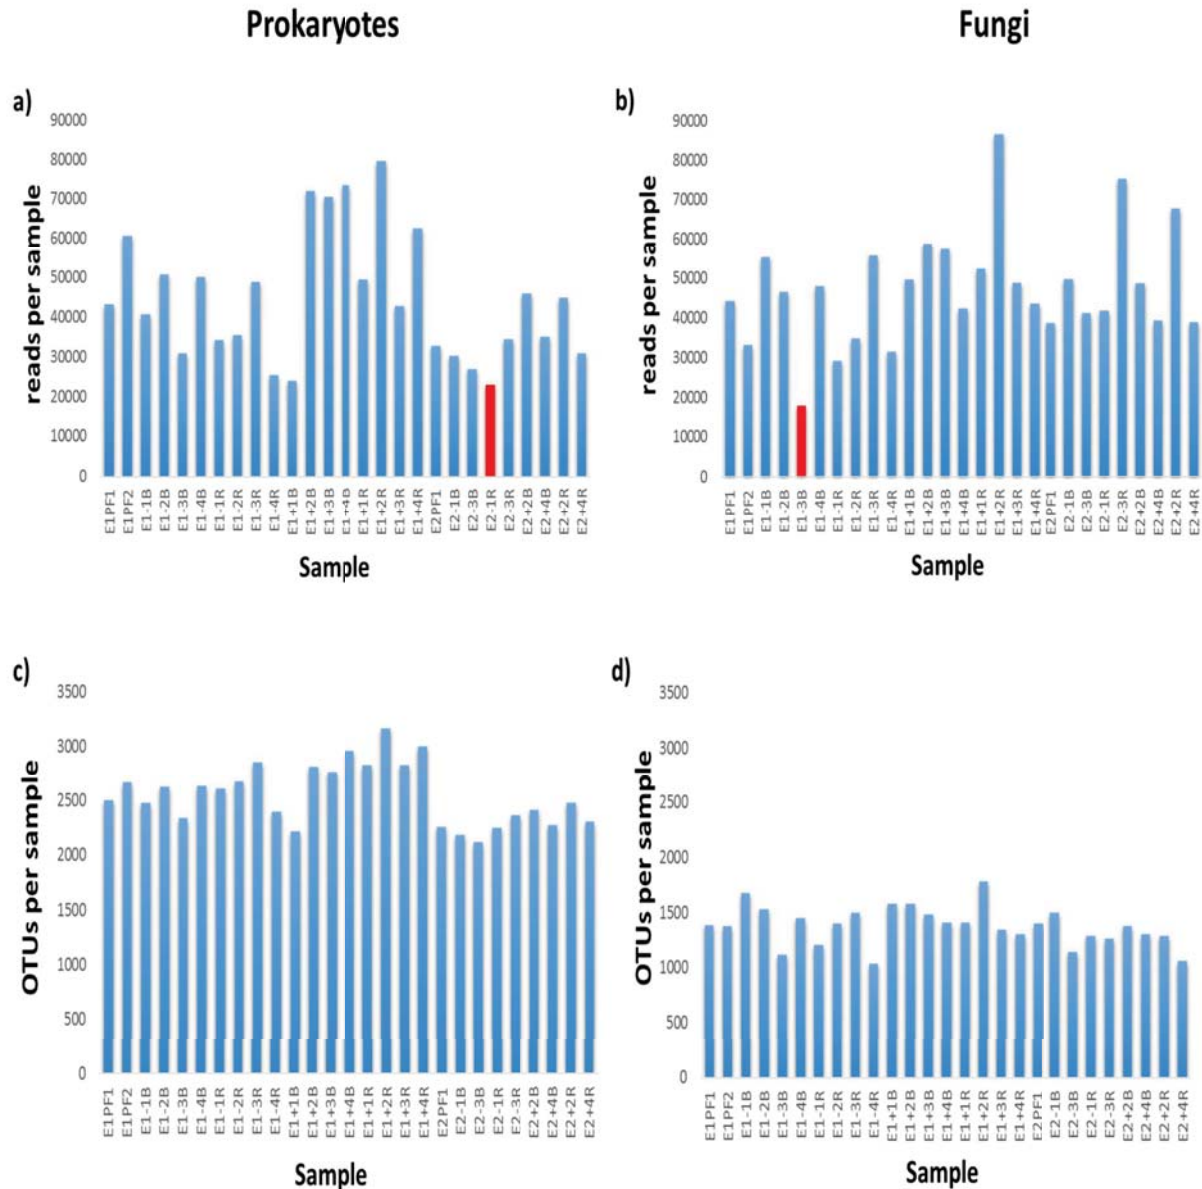 Prokaryotes
Fungi
a)
reads per sample
90000
80000
70000
60000
50000
40000
30000
20000
10000
0
E1PF1
E1PF2
E1-1B
E1-2B
E1-3B
E1-4B
E1-1R
E1-2R
E1-3R
E1-4R
E1+1B
E1+2B
E1+3B
E1+4B
E1+1R
E1+2R
E1+3R
E1+4R
E2PF1
E2-1B
E2-3B
E2-1R
E2-3R
E2+2B
E2+4B
E2+2R
E2+4R
Sample
b)
reads per sample
90000
80000
70000
60000
50000
40000
30000
20000
10000
0
E1PF1
E1PF2
E1-1B
E1-2B
E1-3B
E1-4B
E1-1R
E1-2R
E1-3R
E1-4R
E1+1B
E1+2B
E1+3B
E1+4B
E1+1R
E1+2R
E1+3R
E1+4R
E2PF1
E2-1B
E2-3B
E2-1R
E2-3R
E2+2B
E2+4B
E2+2R
E2+4R
Sample
c)
OTUs per sample
3500
3000
2500
2000
1500
1000
500
0
E1PF1
E1PF2
E1-1B
E1-2B
E1-3B
E1-4B
E1-1R
E1-2R
E1-3R
E1-4R
E1+1B
E1+2B
E1+3B
E1+4B
E1+1R
E1+2R
E1+3R
E1+4R
E2PF1
E2-1B
E2-3B
E2-1R
E2-3R
E2+2B
E2+4B
E2+2R
E2+4R
Sample
d)
OTUs per sample
3500
3000
2500
2000
1500
1000
500
0
E1PF1
E1PF2
E1-1B
E1-2B
E1-3B
E1-4B
E1-1R
E1-2R
E1-3R
E1-4R
E1+1B
E1+2B
E1+3B
E1+4B
E1+1R
E1+2R
E1+3R
E1+4R
E2PF1
E2-1B
E2-3B
E2-1R
E2-3R
E2+2B
E2+4B
E2+2R
E2+4R
Sample